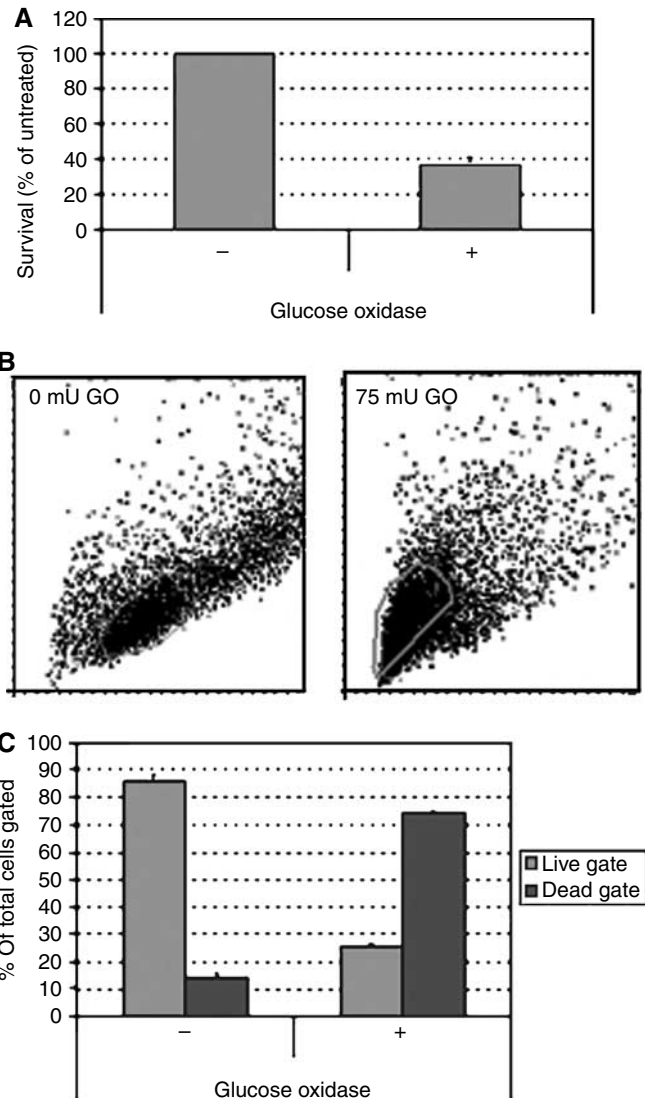 A
120
100
80
60
40
20
0
Survival (% of untreated)
– +
Glucose oxidase
B
0 mU GO
75 mU GO
C
100
90
80
70
60
50
40
30
20
10
0
% Of total cells gated
– +
Glucose oxidase
Live gate
Dead gate